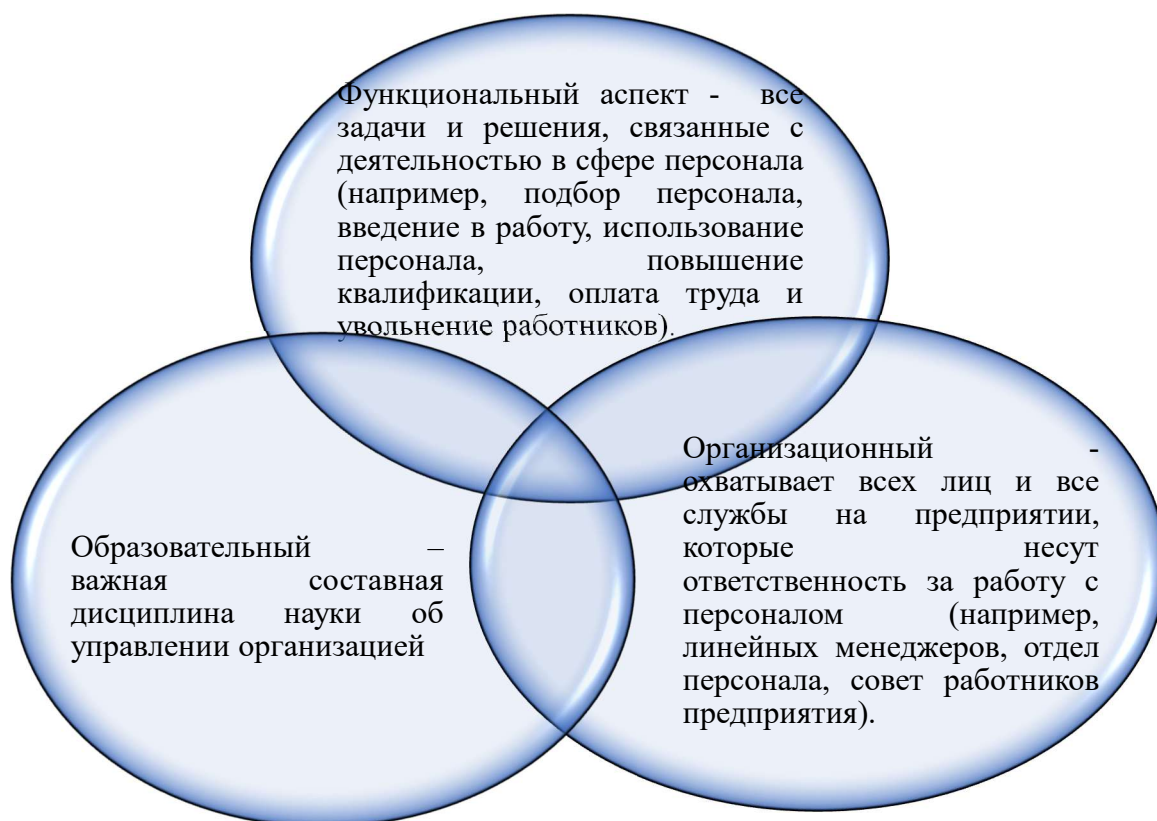 Функциональный аспект - все
задачи и решения, связанные с
деятельностью в сфере персонала
(например, подбор персонала,
введение в работу, использование
персонала, повышение
квалификации, оплата труда и
увольнение работников).
Образовательный –
важная составная
дисциплина науки об
управлении организацией
Организационный -
охватывает всех лиц и все
службы на предприятии,
которые несут
ответственность за работу с
персоналом (например,
линейных менеджеров, отдел
персонала, совет работников
предприятия).